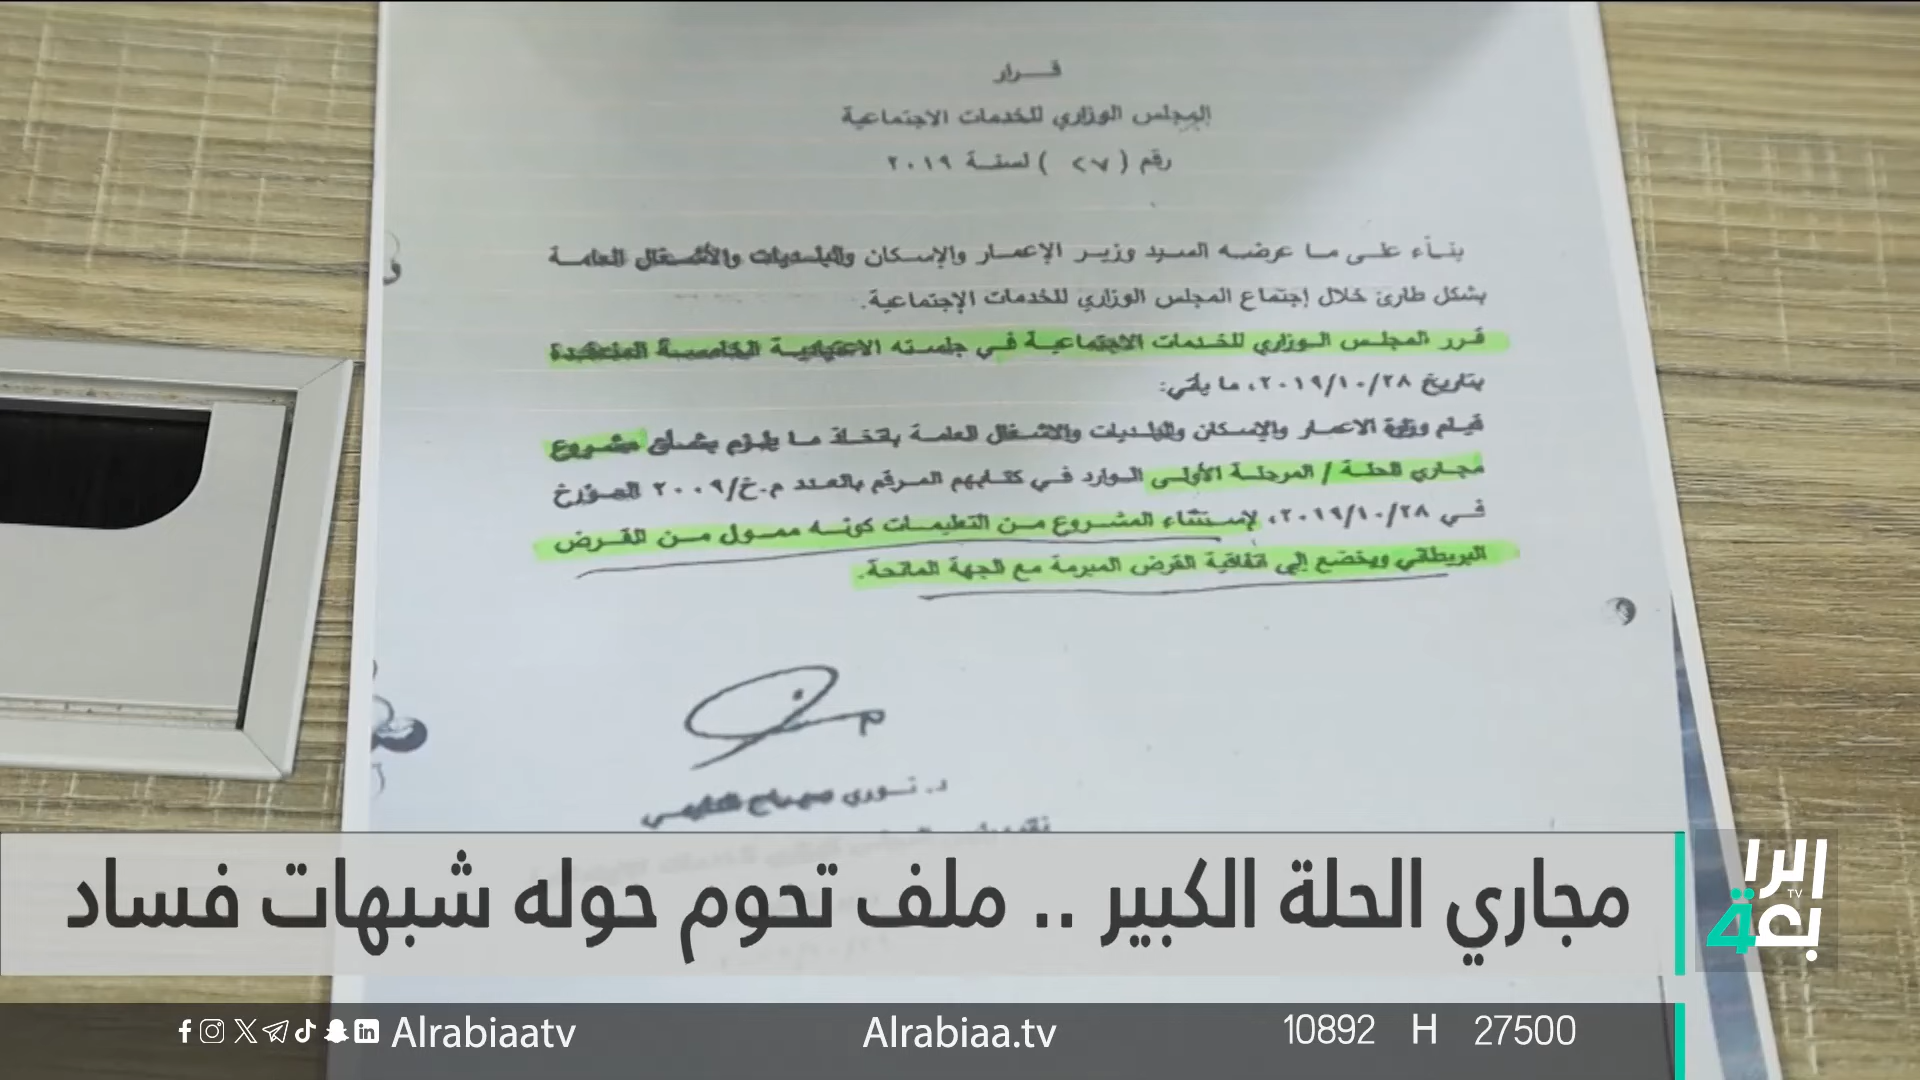 قرار
المجلس الوزاري للخدمات الاجتماعية
رقم ( ٢٧ ) لسنة ٢٠١٩
بناء على ما عرضه السيد وزير الإعمار والإسكان والبلديات والأشغال العامة
بشكل طارئ خلال إجتماع المجلس الوزاري للخدمات الإجتماعية.
قرر المجلس الوزاري للخدمات الاجتماعية في جلسته الاعتيادية الخامسة المنعقدة
بتاريخ ٢٠١٩/١٠/٢٨، ما يأتي:
قيام وزارة الاعمار والإسكان والبلديات والاشغال العامة باتخاذ ما يلزم بشأن مشروع
مجاري الحلة / المرحلة الأولى الوارد في كتابهم المرقم بالعدد م.خ/٢٠٠٩ المؤرخ
في ٢٠١٩/١٠/٢٨، لإستثناء المشروع من التعليمات كونه ممول من القرض
البريطاني ويخضع إلى اتفاقية القرض المبرمة مع الجهة المانحة.
د. نوري صباح الدليمي
مجاري الحلة الكبير .. ملف تحوم حوله شبهات فساد
الرابعة
TV
4
Alrabiaatv
Alrabiaa.tv
10892 H 27500